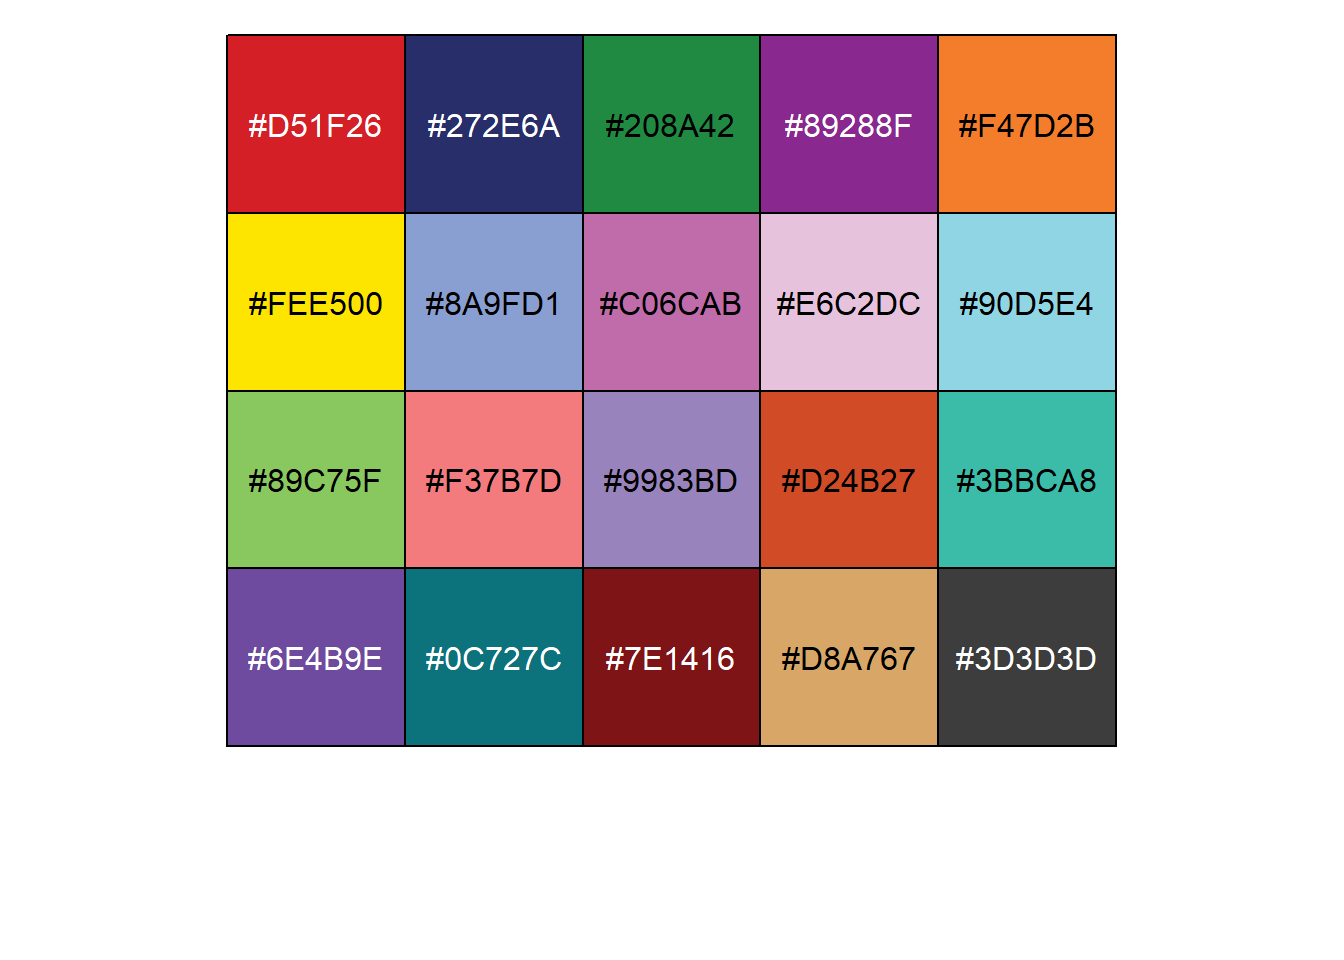 #D51F26 #272E6A #208A42 #89288F #F47D2B
#FEE500 #8A9FD1 #C06CAB #E6C2DC #90D5E4
#89C75F #F37B7D #9983BD #D24B27 #3BBCA8
#6E4B9E #0C727C #7E1416 #D8A767 #3D3D3D